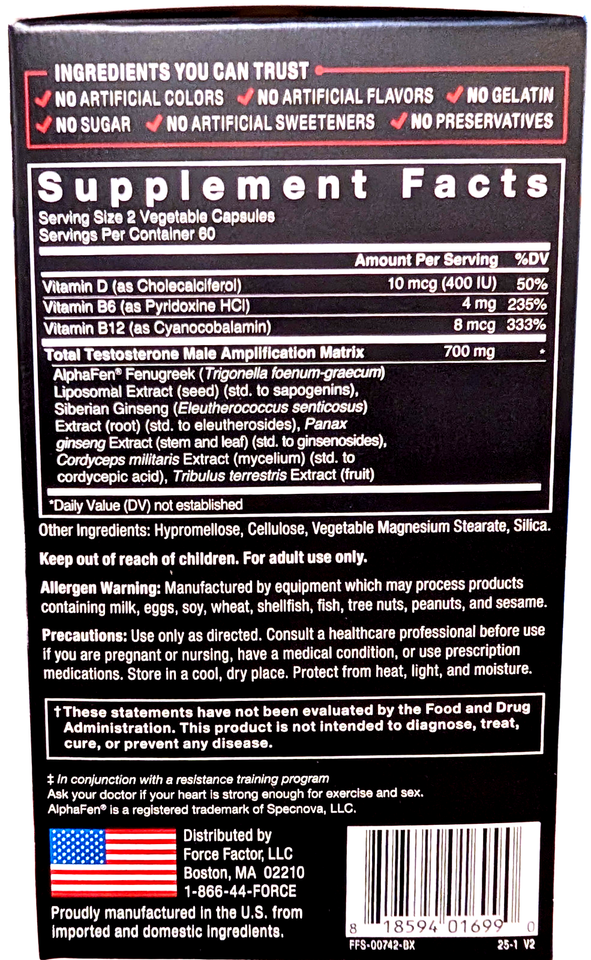 INGREDIENTS YOU CAN TRUST
NO ARTIFICIAL COLORS NO ARTIFICIAL FLAVORS NO GELATIN
NO SUGAR NO ARTIFICIAL SWEETENERS NO PRESERVATIVES
Supplement Facts
Serving Size 2 Vegetable Capsules
Servings Per Container 60
Amount Per Serving %DV
Vitamin D (as Cholecalciferol) 10 mcg (400 IU) 50%
Vitamin B6 (as Pyridoxine HCl) 4 mg 235%
Vitamin B12 (as Cyanocobalamin) 8 mcg 333%
Total Testosterone Male Amplification Matrix 700 mg *
AlphaFen® Fenugreek (Trigonella foenum-graecum)
Liposomal Extract (seed) (std. to sapogenins),
Siberian Ginseng (Eleutherococcus senticosus)
Extract (root) (std. to eleutherosides), Panax
ginseng Extract (stem and leaf) (std. to ginsenosides),
Cordyceps militaris Extract (mycelium) (std. to
cordycepic acid), Tribulus terrestris Extract (fruit)
*Daily Value (DV) not established
Other Ingredients: Hypromellose, Cellulose, Vegetable Magnesium Stearate, Silica.
Keep out of reach of children. For adult use only.
Allergen Warning: Manufactured by equipment which may process products
containing milk, eggs, soy, wheat, shellfish, fish, tree nuts, peanuts, and sesame.
Precautions: Use only as directed. Consult a healthcare professional before use
if you are pregnant or nursing, have a medical condition, or use prescription
medications. Store in a cool, dry place. Protect from heat, light, and moisture.
†These statements have not been evaluated by the Food and Drug
Administration. This product is not intended to diagnose, treat,
cure, or prevent any disease.
‡ In conjunction with a resistance training program
Ask your doctor if your heart is strong enough for exercise and sex.
AlphaFen® is a registered trademark of Specnova, LLC.
Distributed by
Force Factor, LLC
Boston, MA 02210
1-866-44-FORCE
Proudly manufactured in the U.S. from
imported and domestic ingredients.
8 18594 01699 0
FFS-00742-BX 25-1 V2